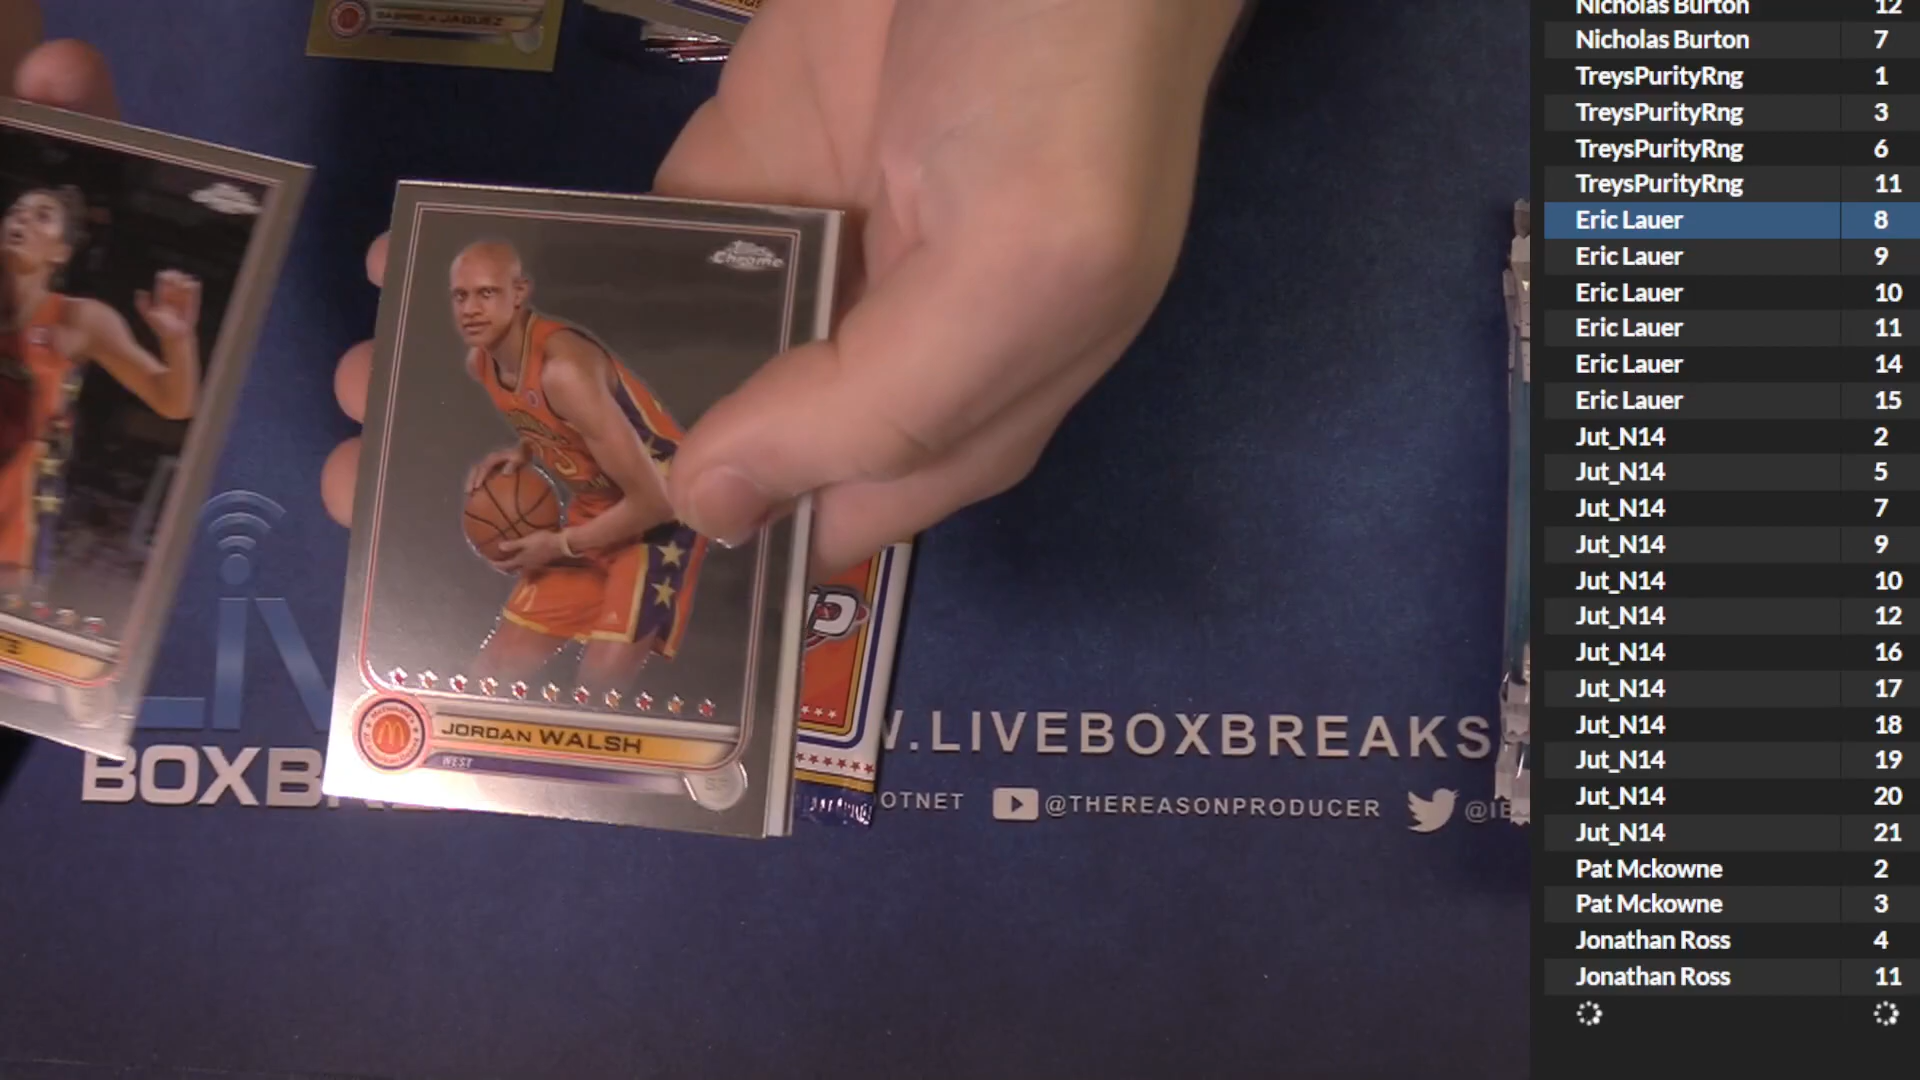 GABRIELA JAQUEZ
Topps
Chrome
JORDAN WALSH
WEST
LIV
BOXB
W.LIVEBOXBREAKS
OTNET
@THEREASONPRODUCER
Nicholas Burton 12
Nicholas Burton 7
TreysPurityRng 1
TreysPurityRng 3
TreysPurityRng 6
TreysPurityRng 11
Eric Lauer 8
Eric Lauer 9
Eric Lauer 10
Eric Lauer 11
Eric Lauer 14
Eric Lauer 15
Jut_N14 2
Jut_N14 5
Jut_N14 7
Jut_N14 9
Jut_N14 10
Jut_N14 12
Jut_N14 16
Jut_N14 17
Jut_N14 18
Jut_N14 19
Jut_N14 20
Jut_N14 21
Pat Mckowne 2
Pat Mckowne 3
Jonathan Ross 4
Jonathan Ross 11